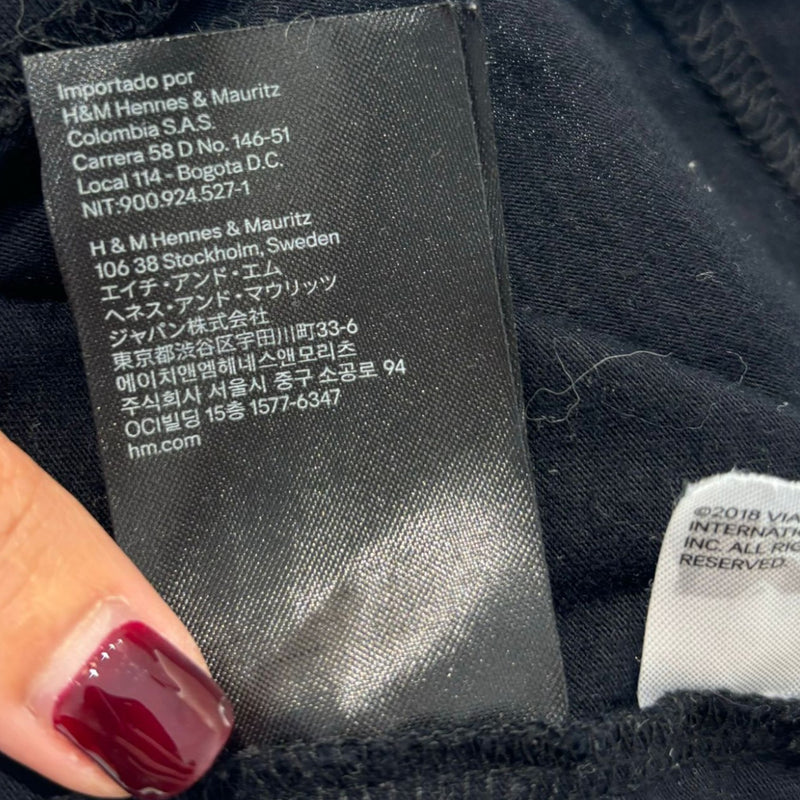 Importado por
H&M Hennes & Mauritz
Colombia S.A.S.
Carrera 58 D No. 146-51
Local 114 - Bogota D.C.
NIT:900.924.527-1
H & M Hennes & Mauritz
106 38 Stockholm, Sweden
エイチ・アンド・エム
ヘネス・アンド・マウリッツ
ジャパン株式会社
東京都渋谷区宇田川町33-6
에이치앤엠헤네스앤모리츠
주식회사 서울시 중구 소공로 94
OCI빌딩 15층 1577-6347
hm.com
©2018 VIA
INTERNATI
INC. ALL RIG
RESERVED.